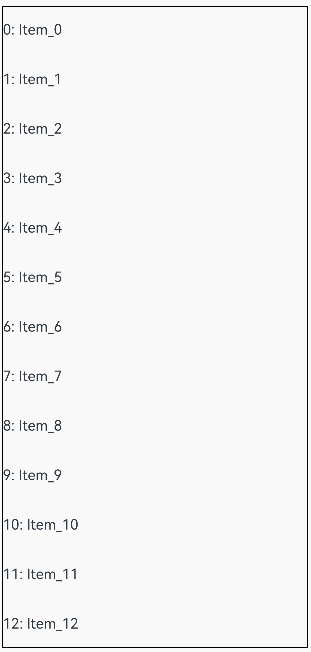 0: Item_0
1: Item_1
2: Item_2
3: Item_3
4: Item_4
5: Item_5
6: Item_6
7: Item_7
8: Item_8
9: Item_9
10: Item_10
11: Item_11
12: Item_12